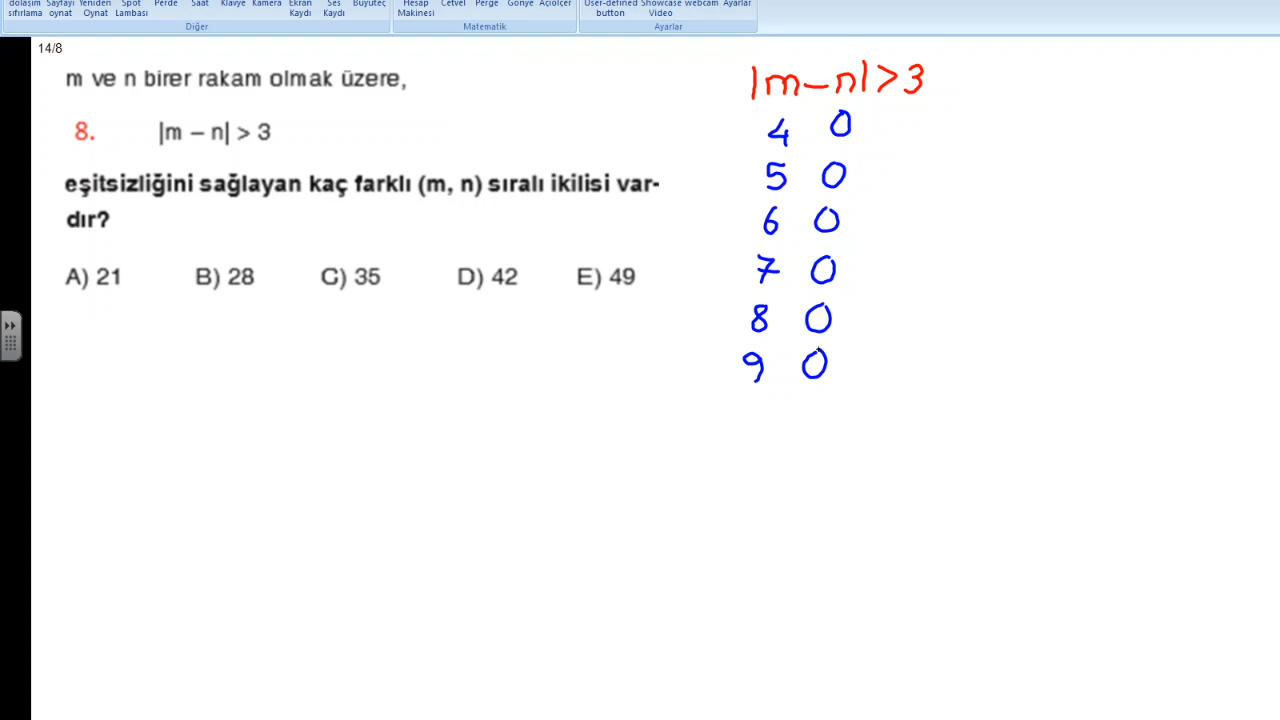 dolaşım Sayfayı Yeniden Perde Saat Klavye Kamera Ekran Ses Büyüteç Hesap Cetvel Perge Gönye Açıölçer User-defined Showcase webcam Ayarlar
sıfırlama oynat Oynat Lambası Kaydı Kaydı Makinesi button Video
Diğer Matematik Ayarlar
14/8
m ve n birer rakam olmak üzere,
8. |m – n| > 3
eşitsizliğini sağlayan kaç farklı (m, n) sıralı ikilisi var-
dır?
A) 21 B) 28 C) 35 D) 42 E) 49
|m-n|>3
4 0
5 0
6 0
7 0
8 0
9 0